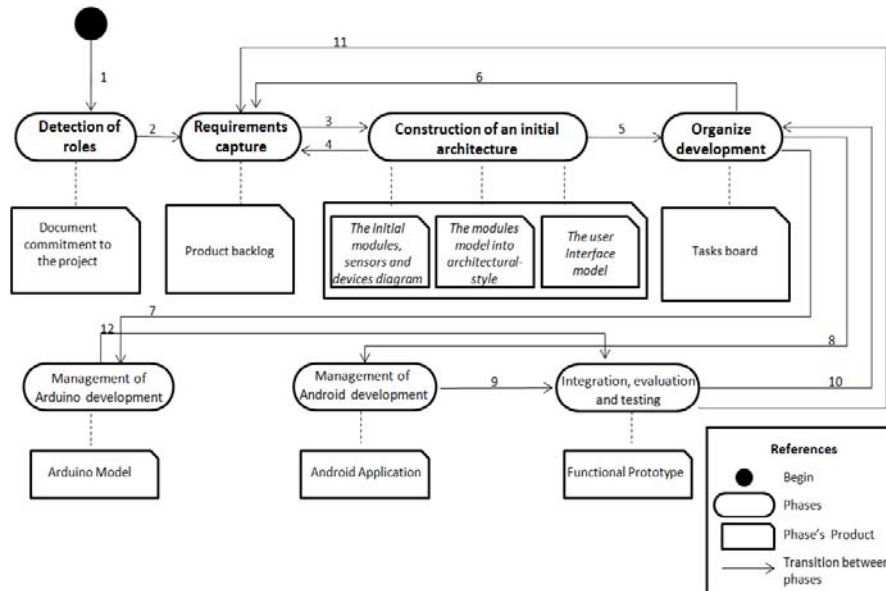 11
1
6
Detection of
roles
2
Requirements
capture
3
4
Construction of an initial
architecture
5
Organize
development
Document
commitment to
the project
Product backlog
The initial
modules,
sensors and
devices diagram
The modules
model into
architectural-
style
The user
Interface
model
Tasks board
7
12
8
Management of
Arduino development
Management of
Android development
9
Integration, evaluation
and testing
10
Arduino Model
Android Application
Functional Prototype
References
Begin
Phases
Phase's Product
Transition between
phases